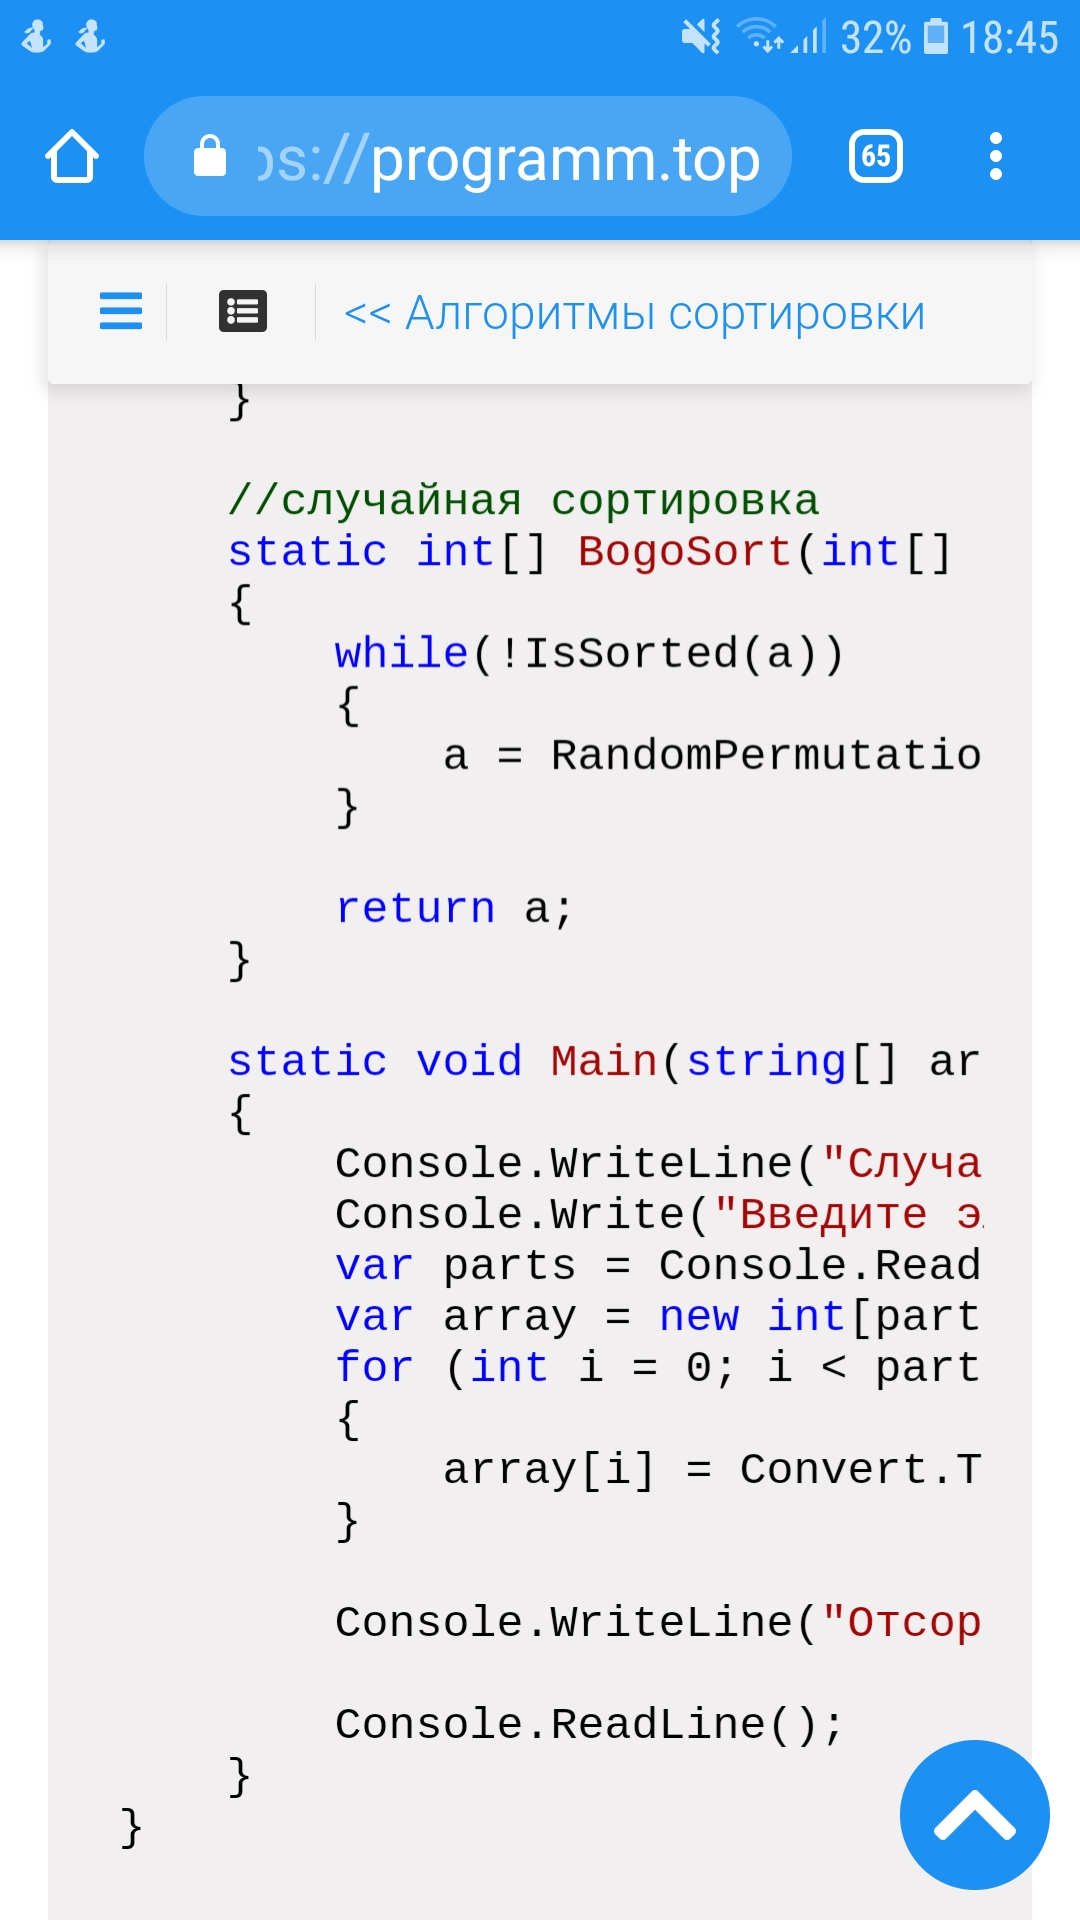 32% 18:45
ps://programm.top 65
<< Алгоритмы сортировки
}
//случайная сортировка
static int[] BogoSort(int[]
{
while(!IsSorted(a))
{
a = RandomPermutatio
}
return a;
}
static void Main(string[] ar
{
Console.WriteLine("Случа
Console.Write("Введите э
var parts = Console.Read
var array = new int[part
for (int i = 0; i < part
{
array[i] = Convert.T
}
Console.WriteLine("Отсор
Console.ReadLine();
}
}